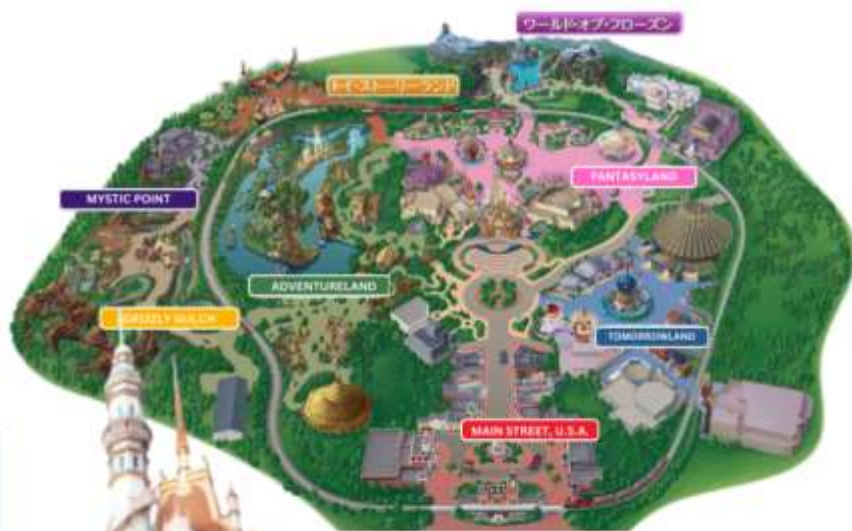 ワールド・オブ・フローズン
トイ・ストーリーランド
FANTASYLAND
MYSTIC POINT
ADVENTURELAND
GRIZZLY GULCH
TOMORROWLAND
MAIN STREET, U.S.A.